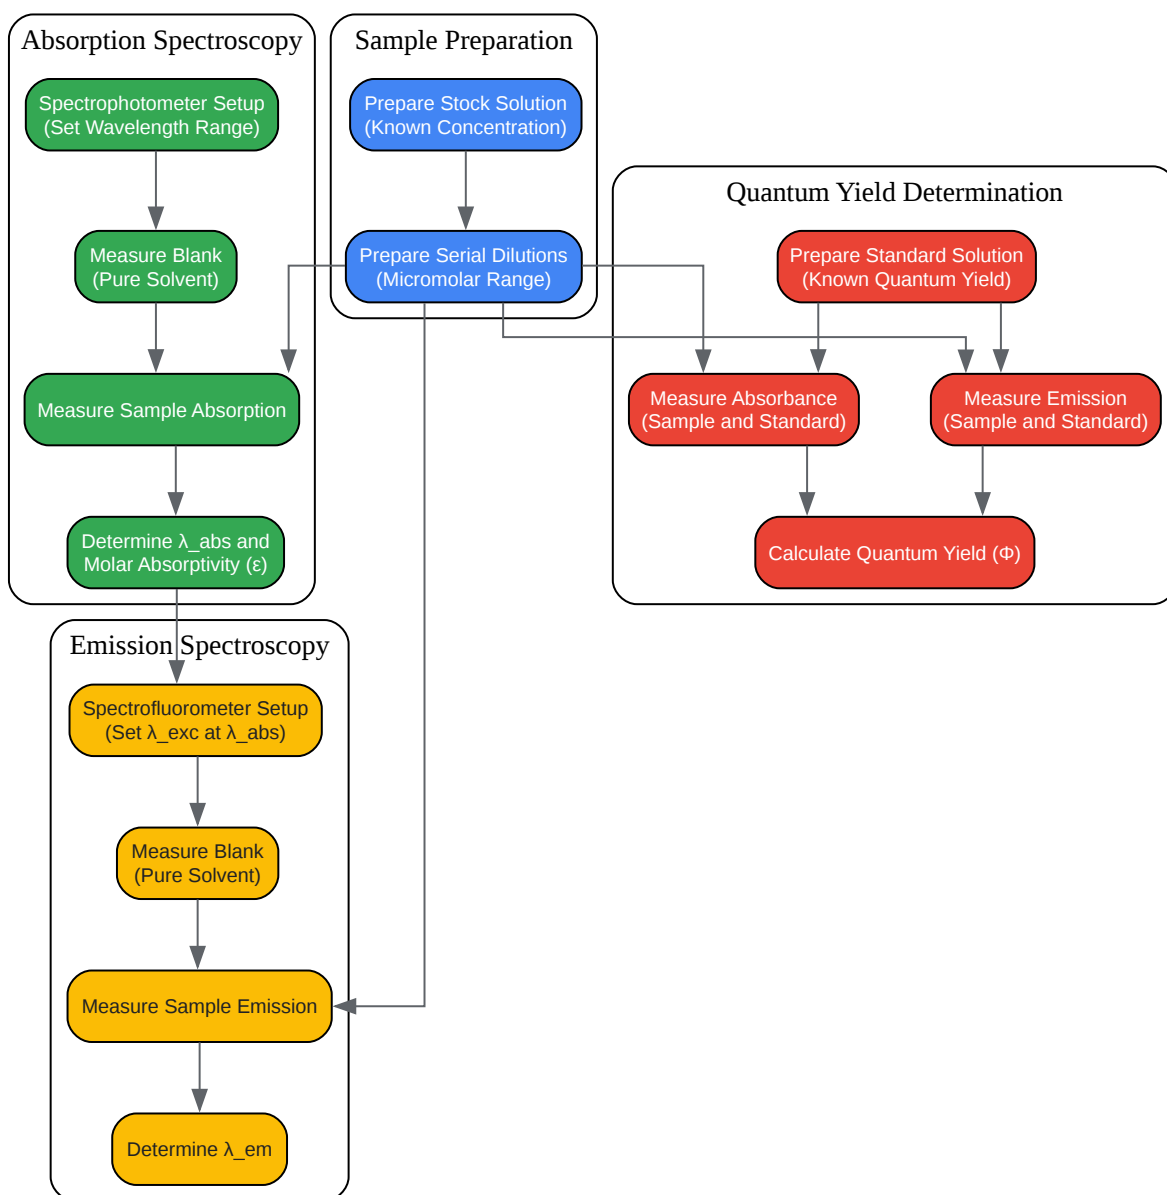 Absorption Spectroscopy
Spectrophotometer Setup
(Set Wavelength Range)
Measure Blank
(Pure Solvent)
Measure Sample Absorption
Determine λ_abs and
Molar Absorptivity (ε)
Sample Preparation
Prepare Stock Solution
(Known Concentration)
Prepare Serial Dilutions
(Micromolar Range)
Quantum Yield Determination
Prepare Standard Solution
(Known Quantum Yield)
Measure Absorbance
(Sample and Standard)
Measure Emission
(Sample and Standard)
Calculate Quantum Yield (Φ)
Emission Spectroscopy
Spectrofluorometer Setup
(Set λ_exc at λ_abs)
Measure Blank
(Pure Solvent)
Measure Sample Emission
Determine λ_em